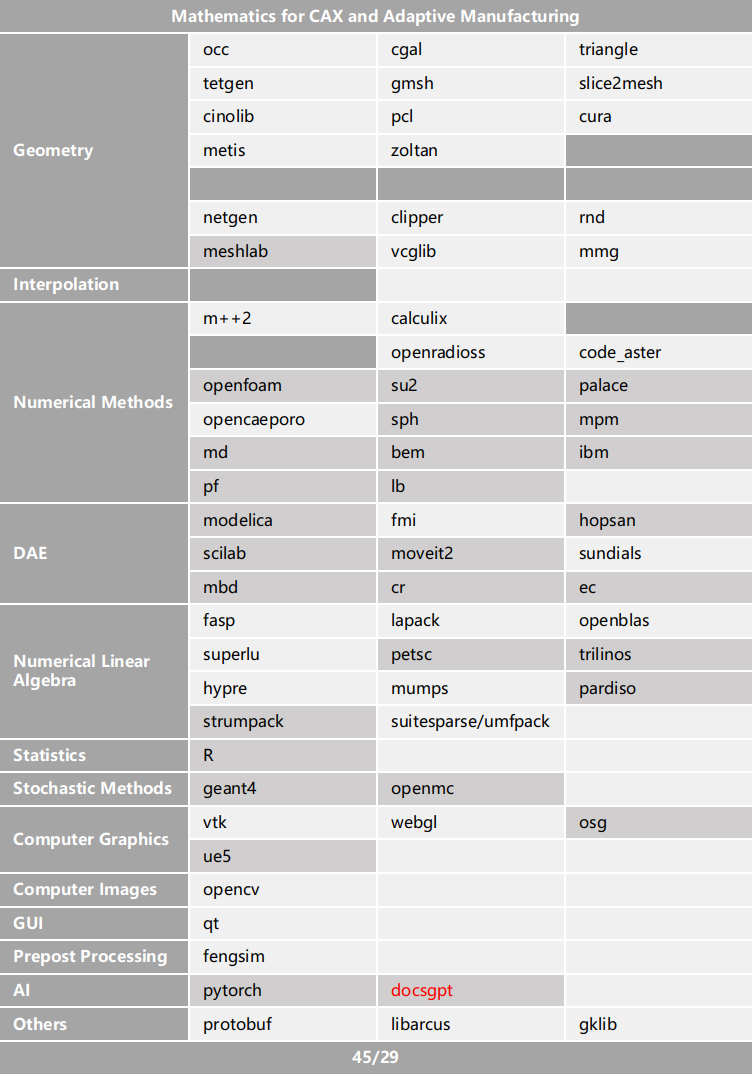 Mathematics for CAX and Adaptive Manufacturing
Geometry
occ cgal triangle
tetgen gmsh slice2mesh
cinolib pcl cura
metis zoltan
netgen clipper rnd
meshlab vcglib mmg
Interpolation
Numerical Methods
m++2 calculix
openradioss code_aster
openfoam su2 palace
opencaeporo sph mpm
md bem ibm
pf lb
DAE
modelica fmi hopsan
scilab moveit2 sundials
mbd cr ec
Numerical Linear
Algebra
fasp lapack openblas
superlu petsc trilinos
hypre mumps pardiso
strumpack suitesparse/umfpack
Statistics R
Stochastic Methods geant4 openmc
Computer Graphics
vtk webgl osg
ue5
Computer Images opencv
GUI qt
Prepost Processing fengsim
AI pytorch docsgpt
Others protobuf libarcus gklib
45/29